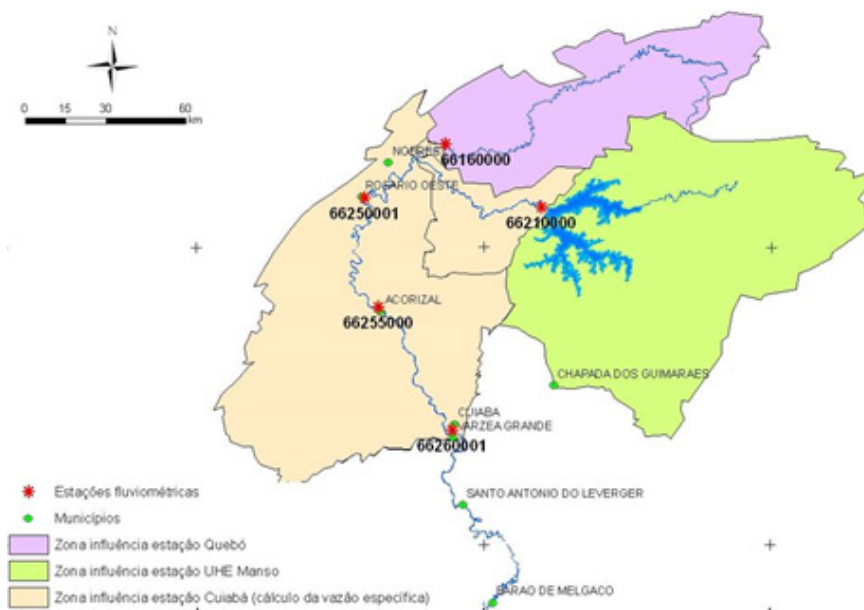 N
0 15 30 60
km
NOBRES
66160000
ROSARIO OESTE
66250001
66210000
ACORIZAL
66255000
CHAPADA DOS GUIMARAES
CUIABA
VARZEA GRANDE
66260001
Estações fluviométricas
SANTO ANTONIO DO LEVERGER
Municípios
Zona influência estação Quebó
Zona influência estação UHE Manso
Zona influência estação Cuiabá (cálculo da vazão específica)
BARAO DE MELGACO